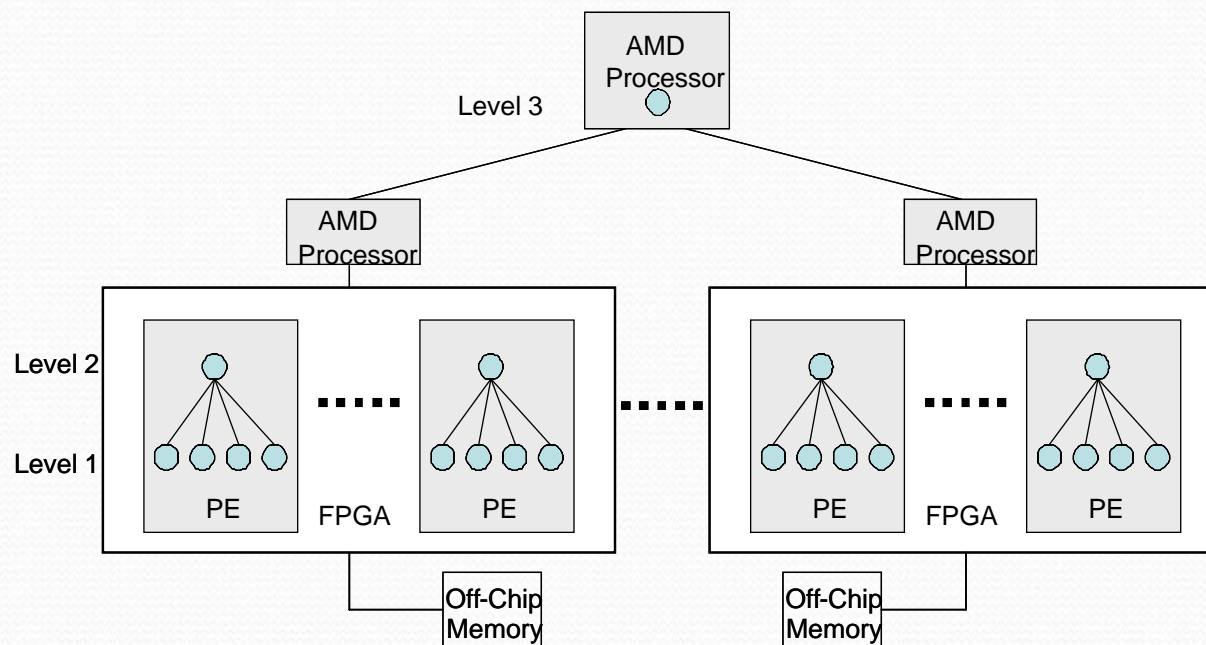 AMD
Processor
Level 3
AMD
Processor
AMD
Processor
Level 2
Level 1
PE
FPGA
PE
PE
FPGA
PE
Off-Chip
Memory
Off-Chip
Memory